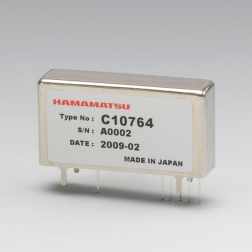 HAMAMATSU
Type No : C10764
S/N : A0002
DATE : 2009-02
MADE IN JAPAN